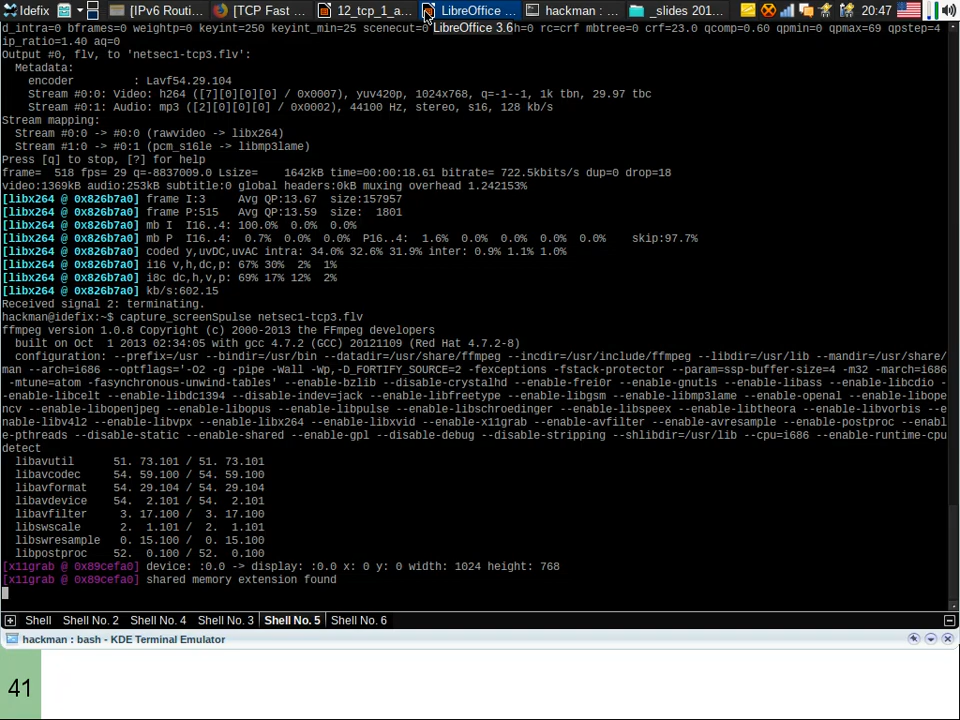 Idefix [IPv6 Routi... [TCP Fast ... 12_tcp_1_a... LibreOffice ... hackman : ... _slides 201... 20:47
d_intra=0 bframes=0 weightp=0 keyint=250 keyint_min=25 scenecut=0 h=0 rc=crf mbtree=0 crf=23.0 qcomp=0.60 qpmin=0 qpmax=69 qpstep=4
LibreOffice 3.6
ip_ratio=1.40 aq=0
Output #0, flv, to 'netsec1-tcp3.flv':
Metadata:
encoder : Lavf54.29.104
Stream #0:0: Video: h264 ([7][0][0][0] / 0x0007), yuv420p, 1024x768, q=-1--1, 1k tbn, 29.97 tbc
Stream #0:1: Audio: mp3 ([2][0][0][0] / 0x0002), 44100 Hz, stereo, s16, 128 kb/s
Stream mapping:
Stream #0:0 -> #0:0 (rawvideo -> libx264)
Stream #1:0 -> #0:1 (pcm_s16le -> libmp3lame)
Press [q] to stop, [?] for help
frame= 518 fps= 29 q=-8837009.0 Lsize= 1642kB time=00:00:18.61 bitrate= 722.5kbits/s dup=0 drop=18
video:1369kB audio:253kB subtitle:0 global headers:0kB muxing overhead 1.242153%
[libx264 @ 0x826b7a0] frame I:3 Avg QP:13.67 size:157957
[libx264 @ 0x826b7a0] frame P:515 Avg QP:13.59 size: 1801
[libx264 @ 0x826b7a0] mb I I16..4: 100.0% 0.0% 0.0%
[libx264 @ 0x826b7a0] mb P I16..4: 0.7% 0.0% 0.0% P16..4: 1.6% 0.0% 0.0% 0.0% 0.0% skip:97.7%
[libx264 @ 0x826b7a0] coded y,uvDC,uvAC intra: 34.0% 32.6% 31.9% inter: 0.9% 1.1% 1.0%
[libx264 @ 0x826b7a0] i16 v,h,dc,p: 67% 30% 2% 1%
[libx264 @ 0x826b7a0] i8c dc,h,v,p: 69% 17% 12% 2%
[libx264 @ 0x826b7a0] kb/s:602.15
Received signal 2: terminating.
hackman@idefix:~$ capture_screenSpulse netsec1-tcp3.flv
ffmpeg version 1.0.8 Copyright (c) 2000-2013 the FFmpeg developers
built on Oct 1 2013 02:34:05 with gcc 4.7.2 (GCC) 20121109 (Red Hat 4.7.2-8)
configuration: --prefix=/usr --bindir=/usr/bin --datadir=/usr/share/ffmpeg --incdir=/usr/include/ffmpeg --libdir=/usr/lib --mandir=/usr/share/
man --arch=i686 --optflags='-O2 -g -pipe -Wall -Wp,-D_FORTIFY_SOURCE=2 -fexceptions -fstack-protector --param=ssp-buffer-size=4 -m32 -march=i686
-mtune=atom -fasynchronous-unwind-tables' --enable-bzlib --disable-crystalhd --enable-frei0r --enable-gnutls --enable-libass --enable-libcdio -
-enable-libcelt --enable-libdc1394 --disable-indev=jack --enable-libfreetype --enable-libgsm --enable-libmp3lame --enable-openal --enable-libope
ncv --enable-libopenjpeg --enable-libopus --enable-libpulse --enable-libschroedinger --enable-libspeex --enable-libtheora --enable-libvorbis --e
nable-libv4l2 --enable-libvpx --enable-libx264 --enable-libxvid --enable-x11grab --enable-avfilter --enable-avresample --enable-postproc --enabl
e-pthreads --disable-static --enable-shared --enable-gpl --disable-debug --disable-stripping --shlibdir=/usr/lib --cpu=i686 --enable-runtime-cpu
detect
libavutil 51. 73.101 / 51. 73.101
libavcodec 54. 59.100 / 54. 59.100
libavformat 54. 29.104 / 54. 29.104
libavdevice 54. 2.101 / 54. 2.101
libavfilter 3. 17.100 / 3. 17.100
libswscale 2. 1.101 / 2. 1.101
libswresample 0. 15.100 / 0. 15.100
libpostproc 52. 0.100 / 52. 0.100
[x11grab @ 0x89cefa0] device: :0.0 -> display: :0.0 x: 0 y: 0 width: 1024 height: 768
[x11grab @ 0x89cefa0] shared memory extension found
Shell Shell No. 2 Shell No. 4 Shell No. 3 Shell No. 5 Shell No. 6
hackman : bash - KDE Terminal Emulator
41